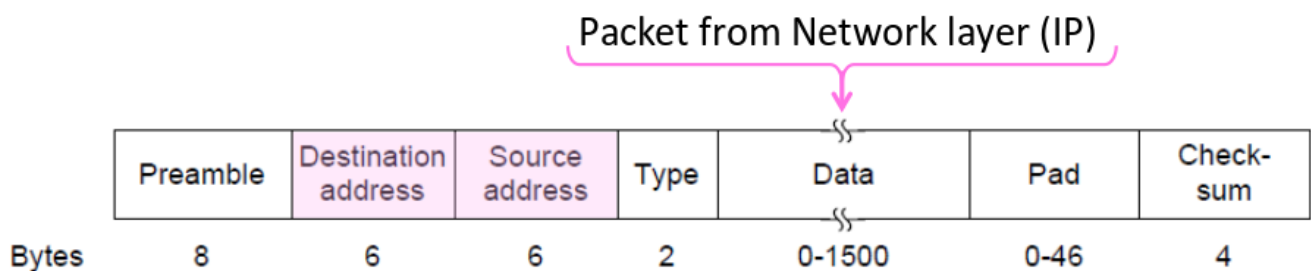 Packet from Network layer (IP)
Preamble
Destination
address
Source
address
Type
Data
Pad
Check-
sum
Bytes 8 6 6 2 0-1500 0-46 4